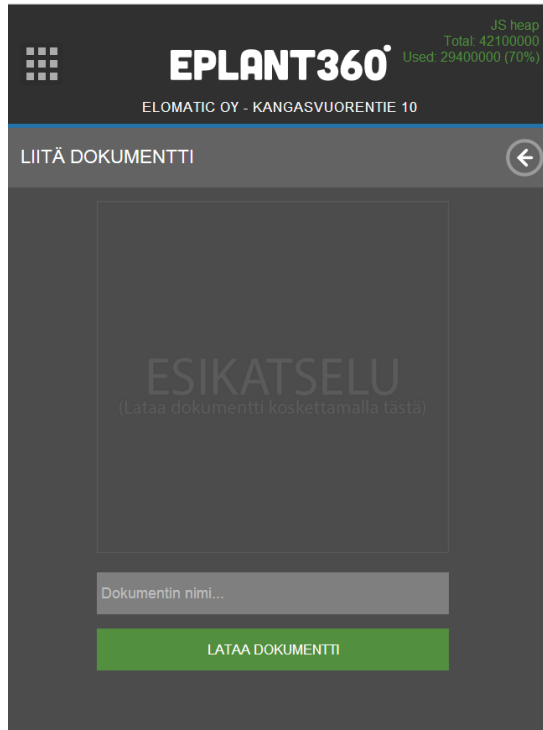 JS heap
Total: 42100000
Used: 29400000 (70%)
EPLANT360°
ELOMATIC OY - KANGASVUORENTIE 10
LIITÄ DOKUMENTTI
ESIKATSELU
(Lataa dokumentti koskettamalla tästä)
Dokumentin nimi...
LATAA DOKUMENTTI